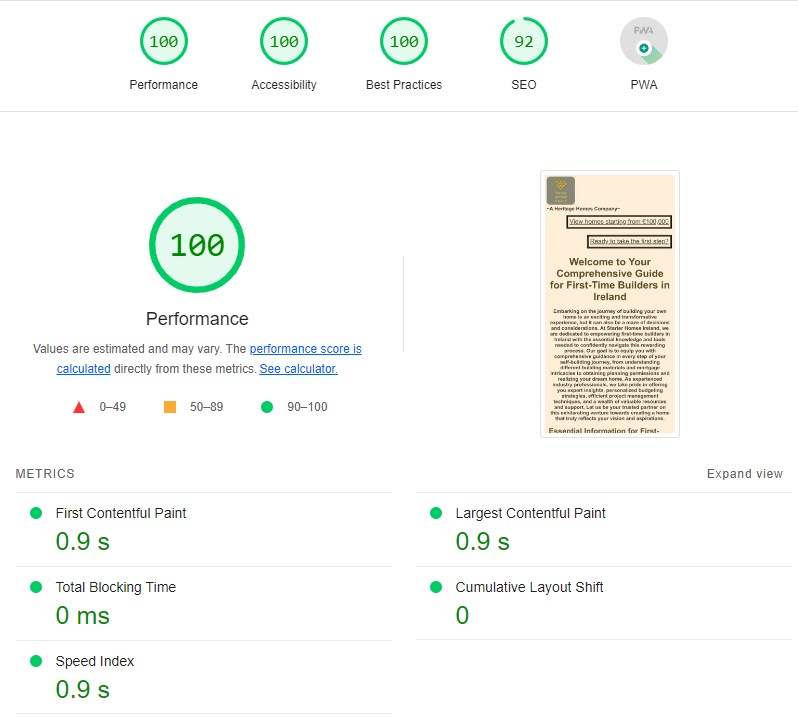 100
100
100
92
PWA
Performance
Accessibility
Best Practices
SEO
PWA
100
Performance
Values are estimated and may vary. The performance score is
calculated directly from these metrics. See calculator.
0–49
50–89
90–100
~A Heritage Homes Company~
View homes starting from €100,000
Ready to take the first step?
Welcome to Your
Comprehensive Guide
for First-Time Builders in
Ireland
Embarking on the journey of building your own
home is an exciting and transformative
experience, but it can also be a maze of decisions
and considerations. At Starter Homes Ireland, we
are dedicated to empowering first-time builders in
Ireland with the essential knowledge and tools
needed to confidently navigate this rewarding
process. Our goal is to equip you with
comprehensive guidance in every step of your
self-building journey, from understanding
different building materials and mortgage
intricacies to obtaining planning permissions and
realizing your dream home. As experienced
industry professionals, we take pride in offering
you expert insights, personalized budgeting
strategies, efficient project management
techniques, and a wealth of valuable resources
and support. Let us be your trusted partner on
this exhilarating venture towards creating a home
that truly reflects your vision and aspirations.
Essential Information for First-
METRICS
Expand view
First Contentful Paint
0.9 s
Largest Contentful Paint
0.9 s
Total Blocking Time
0 ms
Cumulative Layout Shift
0
Speed Index
0.9 s